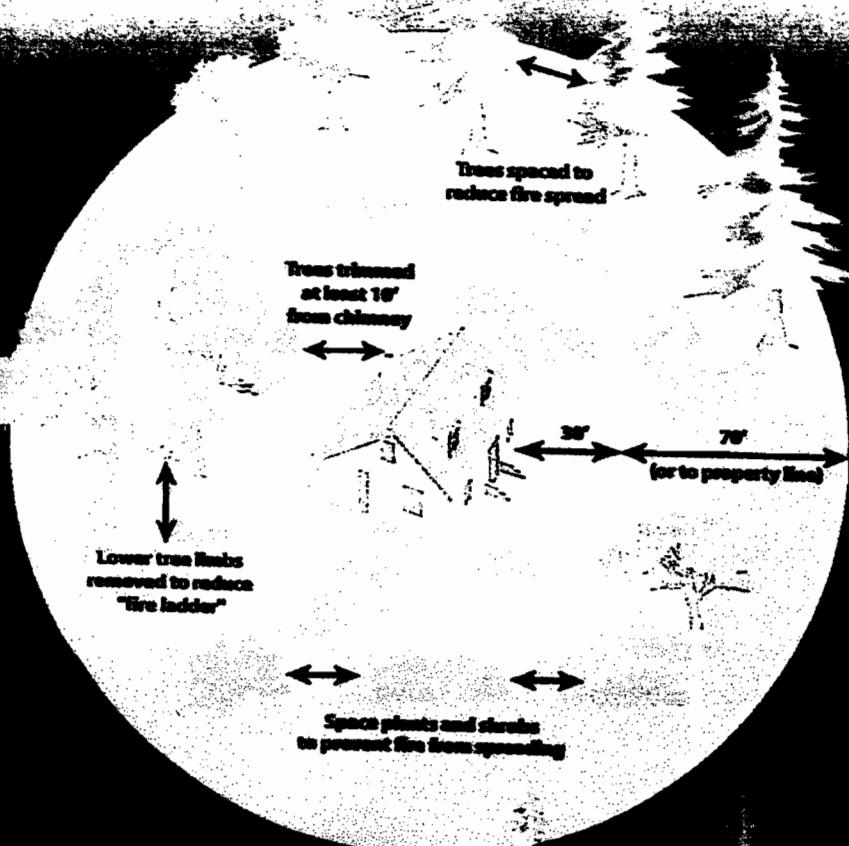 Trees spaced to
reduce fire spread
Trees trimmed
at least 10'
from chimney
30'
70'
(or to property line)
Lower tree limbs
removed to reduce
"fire ladder"
Space plants and shrubs
to prevent fire from spreading